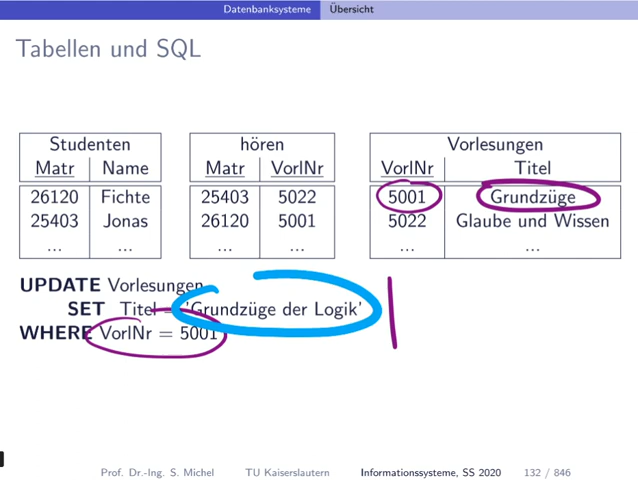 Datenbanksysteme Übersicht
Tabellen und SQL
Studenten hören Vorlesungen
Matr Name Matr VorlNr VorlNr Titel
26120 Fichte 25403 5022 5001 Grundzüge
25403 Jonas 26120 5001 5022 Glaube und Wissen
... ... ... ... ... ...
UPDATE Vorlesungen
SET Titel = 'Grundzüge der Logik'
WHERE VorlNr = 5001
Prof. Dr.-Ing. S. Michel TU Kaiserslautern Informationssysteme, SS 2020 132 / 846